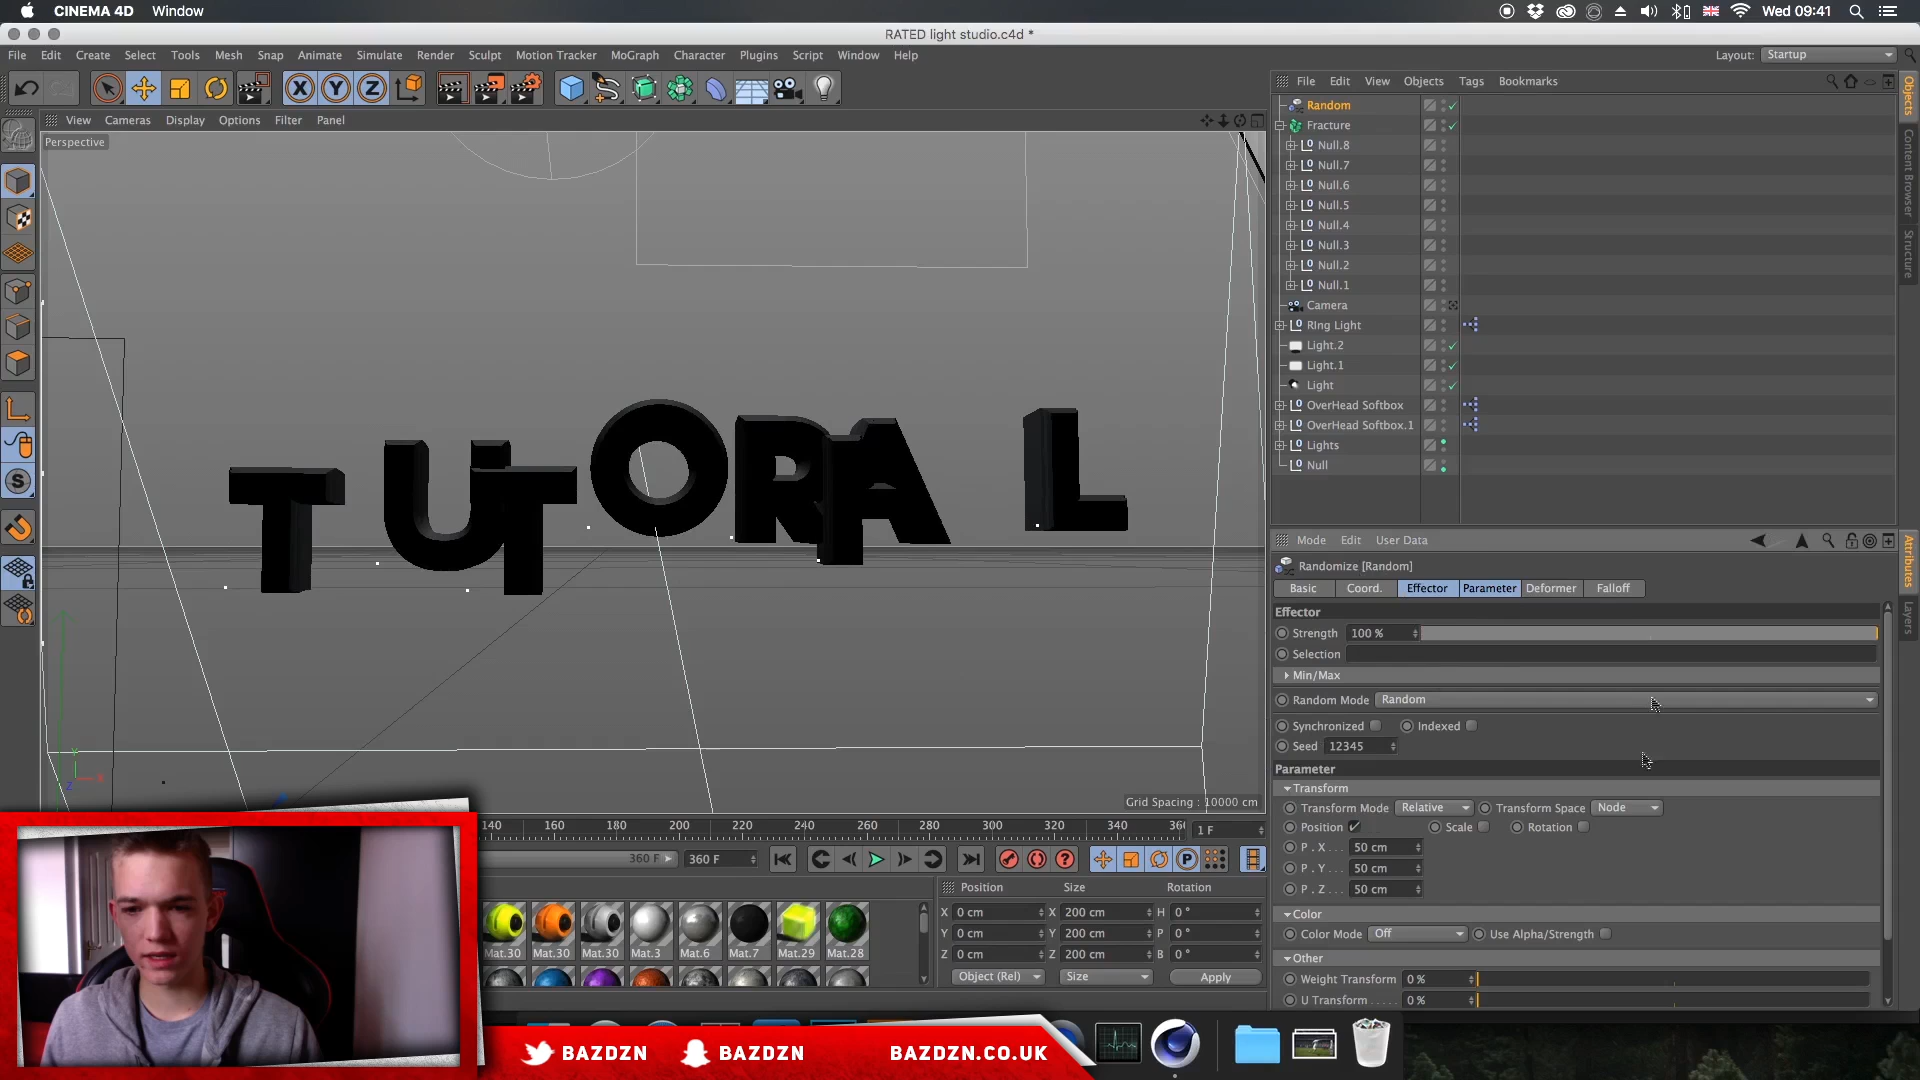 CINEMA 4D Window Wed 09:41
RATED light studio.c4d *
File Edit Create Select Tools Mesh Snap Animate Simulate Render Sculpt Motion Tracker MoGraph Character Plugins Script Window Help Layout: Startup
X Y Z
File Edit View Objects Tags Bookmarks
View Cameras Display Options Filter Panel
Perspective
Random
Fracture
Null.8
Null.7
Null.6
Null.5
Null.4
Null.3
Null.2
Null.1
Camera
RIng Light
Light.2
Light.1
Light
OverHead Softbox
OverHead Softbox.1
Lights
Null
Objects
Content Browser
Structure
TUTORIAL
Grid Spacing : 10000 cm
Mode Edit User Data
Randomize [Random]
Basic Coord. Effector Parameter Deformer Falloff
Effector
Strength 100 %
Selection
Min/Max
Random Mode Random
Synchronized Indexed
Seed 12345
Parameter
Transform
Transform Mode Relative Transform Space Node
Position Scale Rotation
P . X . . . 50 cm
P . Y . . . 50 cm
P . Z . . . 50 cm
Color
Color Mode Off Use Alpha/Strength
Other
Weight Transform 0 %
U Transform . . . . . 0 %
Attributes
Layers
140 160 180 200 220 240 260 280 300 320 340 36 1 F
360 F 360 F
Position Size Rotation
X 0 cm X 200 cm H 0 °
Y 0 cm Y 200 cm P 0 °
Z 0 cm Z 200 cm B 0 °
Object (Rel) Size Apply
Mat.30 Mat.30 Mat.30 Mat.3 Mat.6 Mat.7 Mat.29 Mat.28
BAZDZN BAZDZN BAZDZN.CO.UK